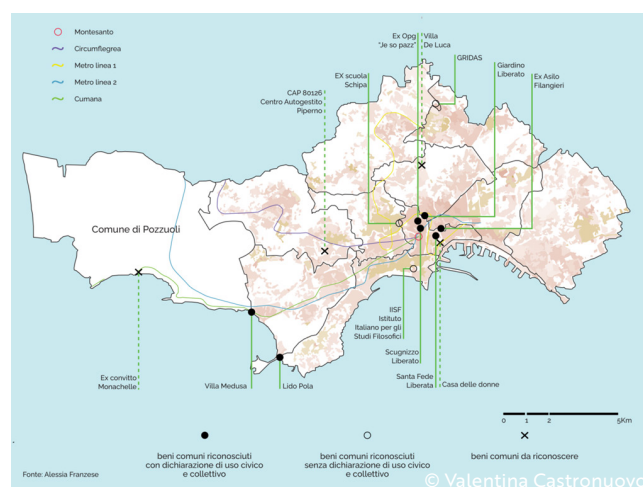 Montesanto
Circumflegrea
Metro linea 1
Metro linea 2
Cumana
Ex Opg
"Je so pazz"
Villa
De Luca
GRIDAS
EX scuola
Schipa
CAP 80126
Centro Autogestito
Piperno
Giardino
Liberato
Ex Asilo
Filangieri
Comune di Pozzuoli
IISF
Istituto
Italiano per gli
Studi Filosofici
Scugnizzo
Liberato
Santa Fede
Liberata
Casa delle donne
Ex convitto
Monachelle
Villa Medusa
Lido Pola
0 1 2 5Km
beni comuni riconosciuti
con dichiarazione di uso civico
e collettivo
beni comuni riconosciuti
senza dichiarazione di uso civico
e collettivo
beni comuni da riconoscere
Fonte: Alessia Franzese
© Valentina Castronuovo